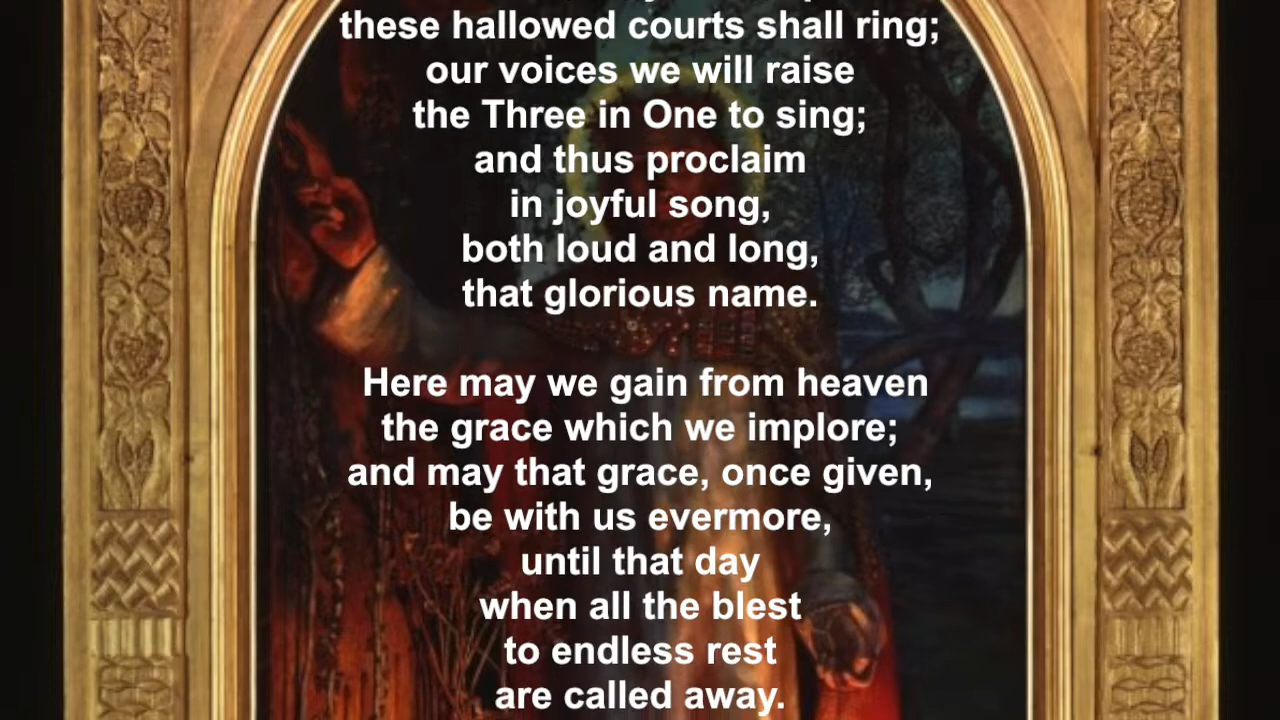 these hallowed courts shall ring;
our voices we will raise
the Three in One to sing;
and thus proclaim
in joyful song,
both loud and long,
that glorious name.
Here may we gain from heaven
the grace which we implore;
and may that grace, once given,
be with us evermore,
until that day
when all the blest
to endless rest
are called away.